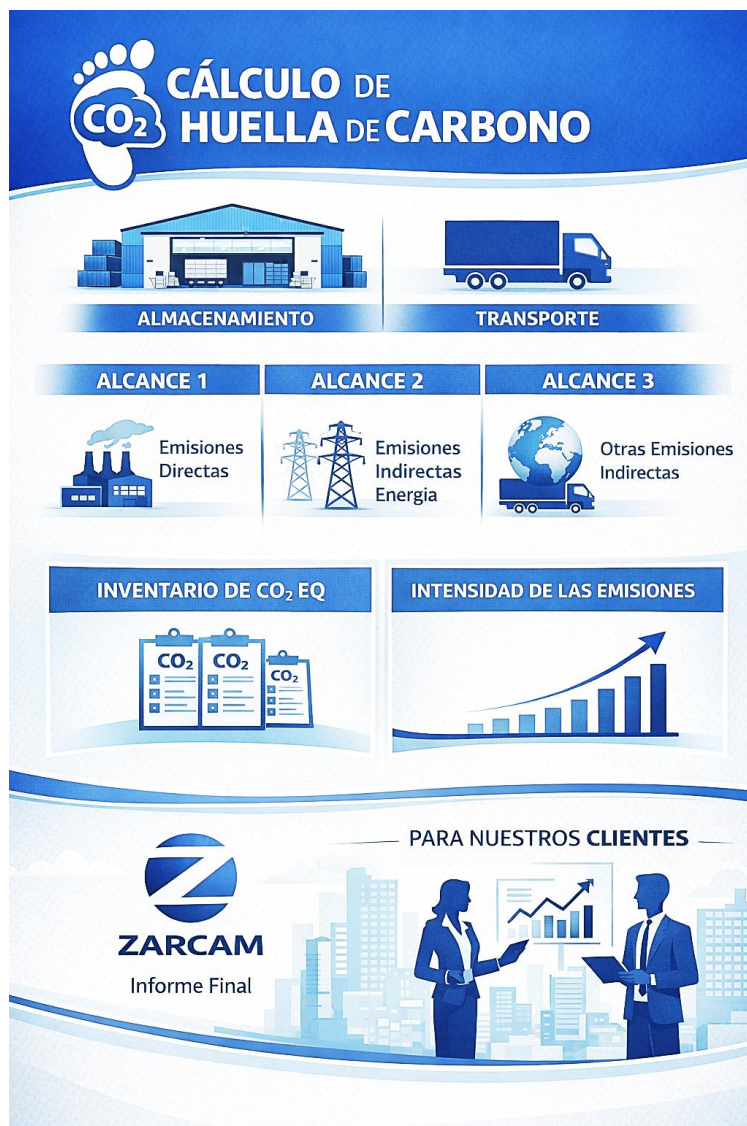 CO₂
CÁLCULO DE
HUELLA DE CARBONO
ALMACENAMIENTO
TRANSPORTE
ALCANCE 1
ALCANCE 2
ALCANCE 3
Emisiones
Directas
Emisiones
Indirectas
Energia
Otras Emisiones
Indirectas
INVENTARIO DE CO₂ EQ
INTENSIDAD DE LAS EMISIONES
CO₂
CO₂
CO₂
PARA NUESTROS CLIENTES
Z
ZARCAM
Informe Final